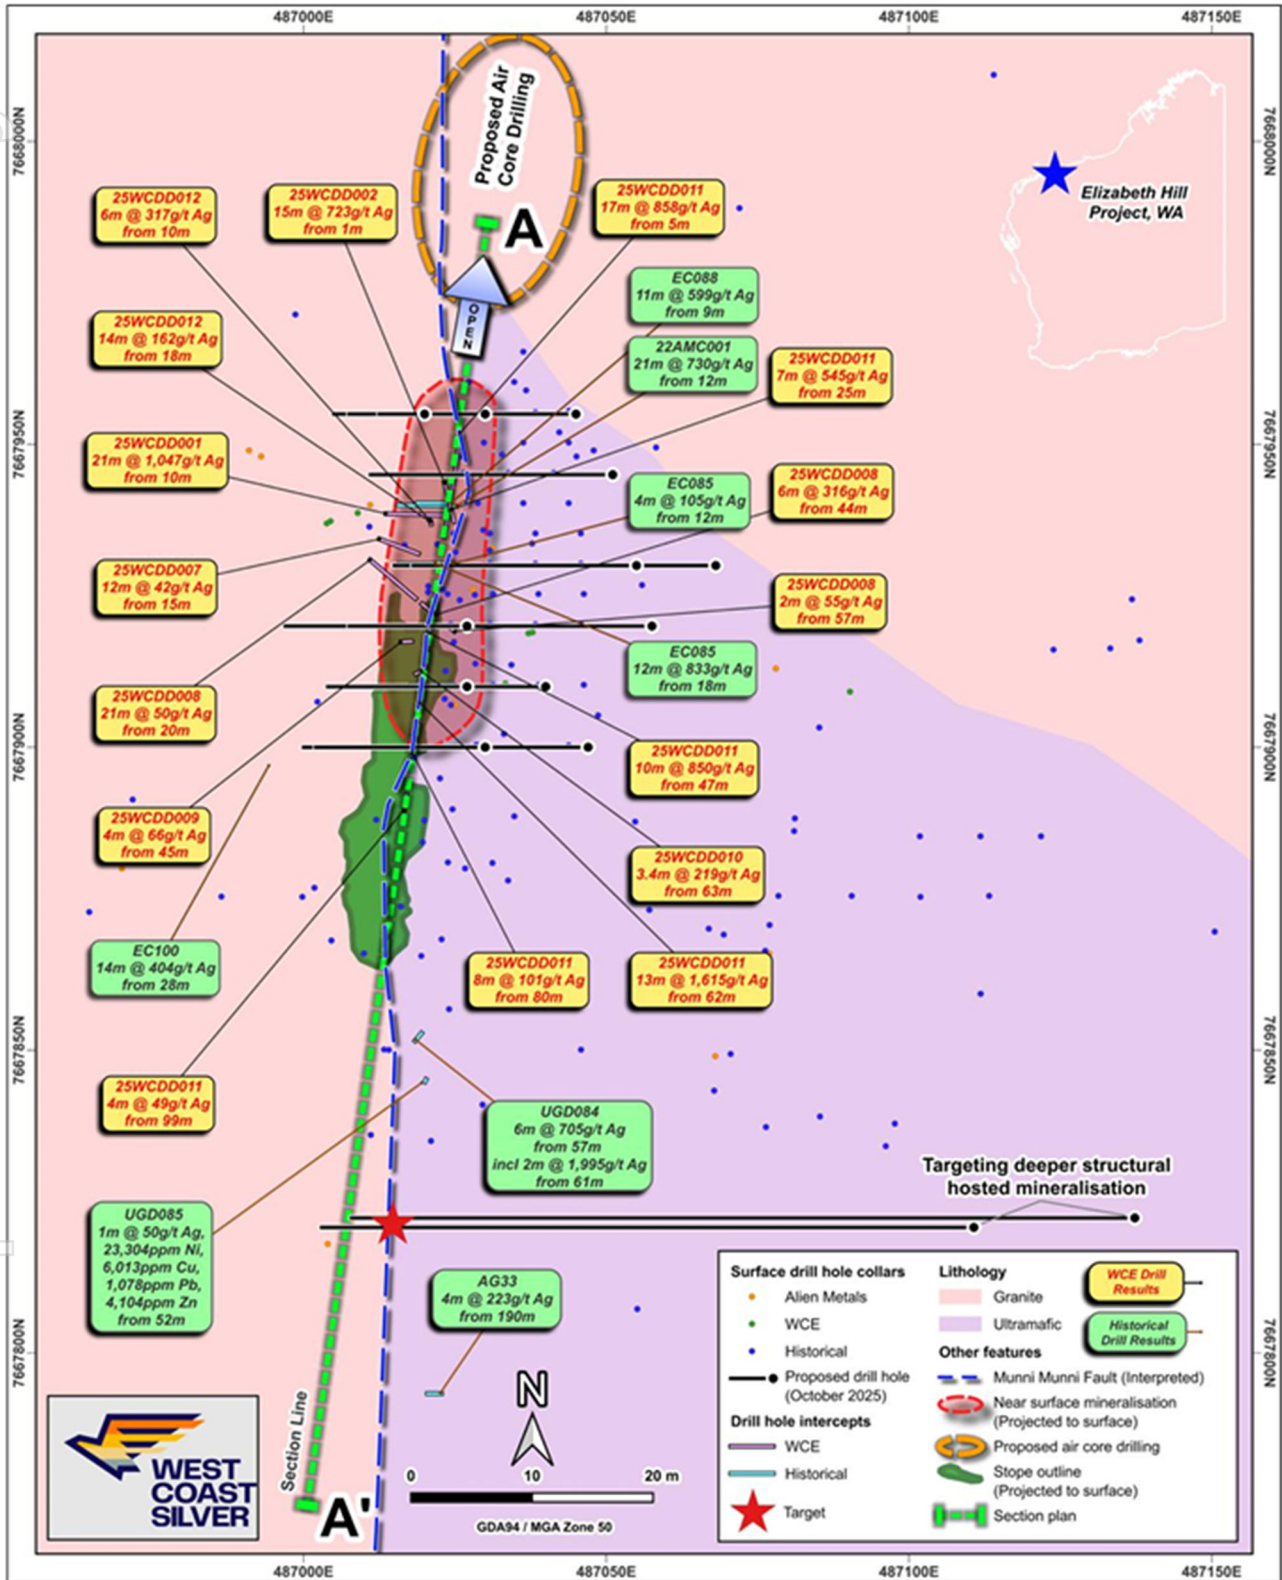 487000E
487050E
487100E
487150E
7668000N
7668000N
Proposed Air
Core Drilling
A
OPEN
Elizabeth Hill
Project, WA
25WCDD012
6m @ 317g/t Ag
from 10m
25WCDD002
15m @ 723g/t Ag
from 1m
25WCDD011
17m @ 858g/t Ag
from 5m
EC088
11m @ 599g/t Ag
from 9m
25WCDD012
14m @ 162g/t Ag
from 18m
22AMC001
21m @ 730g/t Ag
from 12m
25WCDD011
7m @ 545g/t Ag
from 25m
7667950N
7667950N
25WCDD001
21m @ 1,047g/t Ag
from 10m
EC085
4m @ 105g/t Ag
from 12m
25WCDD008
6m @ 316g/t Ag
from 44m
25WCDD007
12m @ 42g/t Ag
from 15m
25WCDD008
2m @ 55g/t Ag
from 57m
EC085
12m @ 833g/t Ag
from 18m
25WCDD008
21m @ 50g/t Ag
from 20m
7667900N
7667900N
25WCDD011
10m @ 850g/t Ag
from 47m
25WCDD009
4m @ 66g/t Ag
from 45m
25WCDD010
3.4m @ 219g/t Ag
from 63m
EC100
14m @ 404g/t Ag
from 28m
25WCDD011
8m @ 101g/t Ag
from 80m
25WCDD011
13m @ 1,615g/t Ag
from 62m
7667850N
7667850N
25WCDD011
4m @ 49g/t Ag
from 99m
UGD084
6m @ 705g/t Ag
from 57m
incl 2m @ 1,995g/t Ag
from 61m
Targeting deeper structural
hosted mineralisation
UGD085
1m @ 50g/t Ag,
23,304ppm Ni,
6,013ppm Cu,
1,078ppm Pb,
4,104ppm Zn
from 52m
AG33
4m @ 223g/t Ag
from 190m
7667800N
7667800N
Section Line
A'
WEST
COAST
SILVER
N
0 10 20 m
GDA94 / MGA Zone 50
Surface drill hole collars
Alien Metals
WCE
Historical
Proposed drill hole
(October 2025)
Drill hole intercepts
WCE
Historical
Target
Lithology
Granite
Ultramafic
Other features
Munni Munni Fault (Interpreted)
Near surface mineralisation
(Projected to surface)
Proposed air core drilling
Stope outline
(Projected to surface)
Section plan
WCE Drill
Results
Historical
Drill Results
487000E
487050E
487100E
487150E